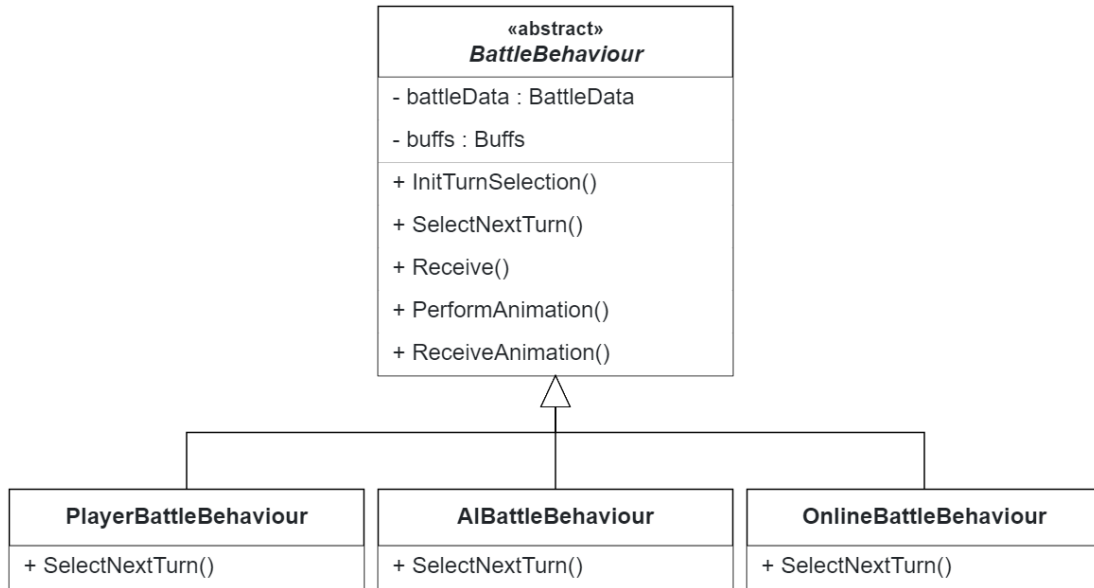 «abstract»
BattleBehaviour
- battleData : BattleData
- buffs : Buffs
+ InitTurnSelection()
+ SelectNextTurn()
+ Receive()
+ PerformAnimation()
+ ReceiveAnimation()
PlayerBattleBehaviour
+ SelectNextTurn()
AIBattleBehaviour
+ SelectNextTurn()
OnlineBattleBehaviour
+ SelectNextTurn()